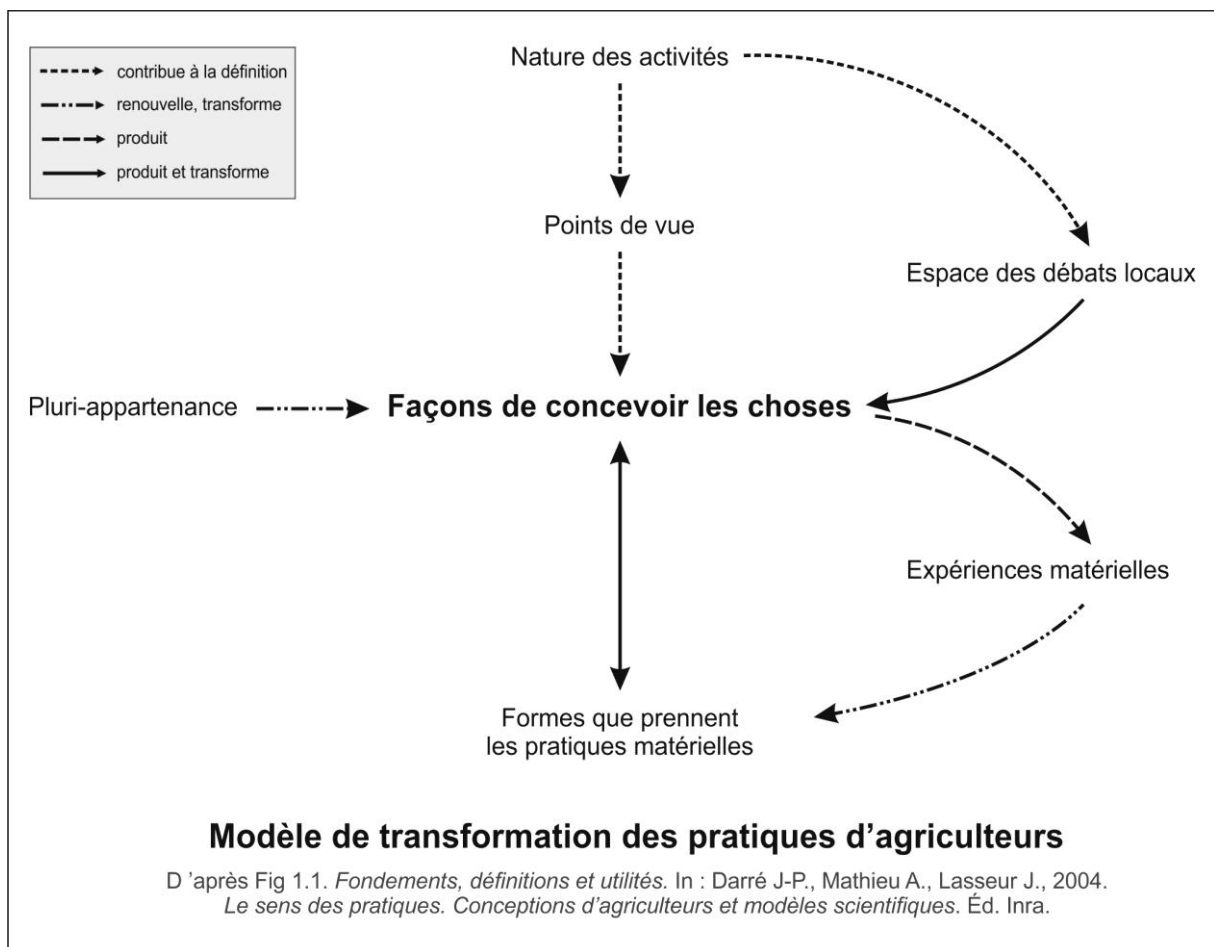 contribue à la définition
renouvelle, transforme
produit
produit et transforme
Nature des activités
Points de vue
Espace des débats locaux
Pluri-appartenance
Façons de concevoir les choses
Expériences matérielles
Formes que prennent
les pratiques matérielles
Modèle de transformation des pratiques d’agriculteurs
D ’après Fig 1.1. Fondements, définitions et utilités. In : Darré J-P., Mathieu A., Lasseur J., 2004.
Le sens des pratiques. Conceptions d’agriculteurs et modèles scientifiques. Éd. Inra.